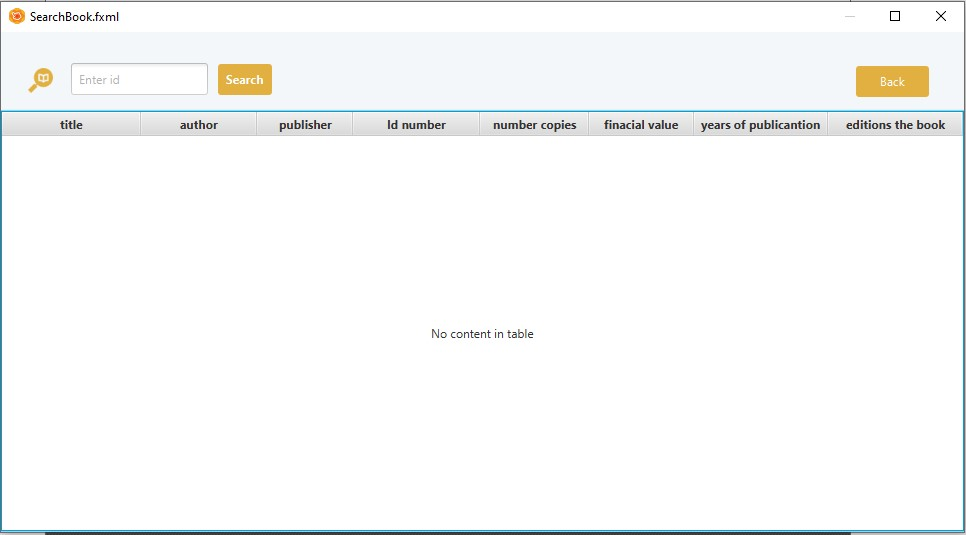 SearchBook.fxml
Enter id
Search
Back
title author publisher Id number number copies finacial value years of publicantion editions the book
No content in table